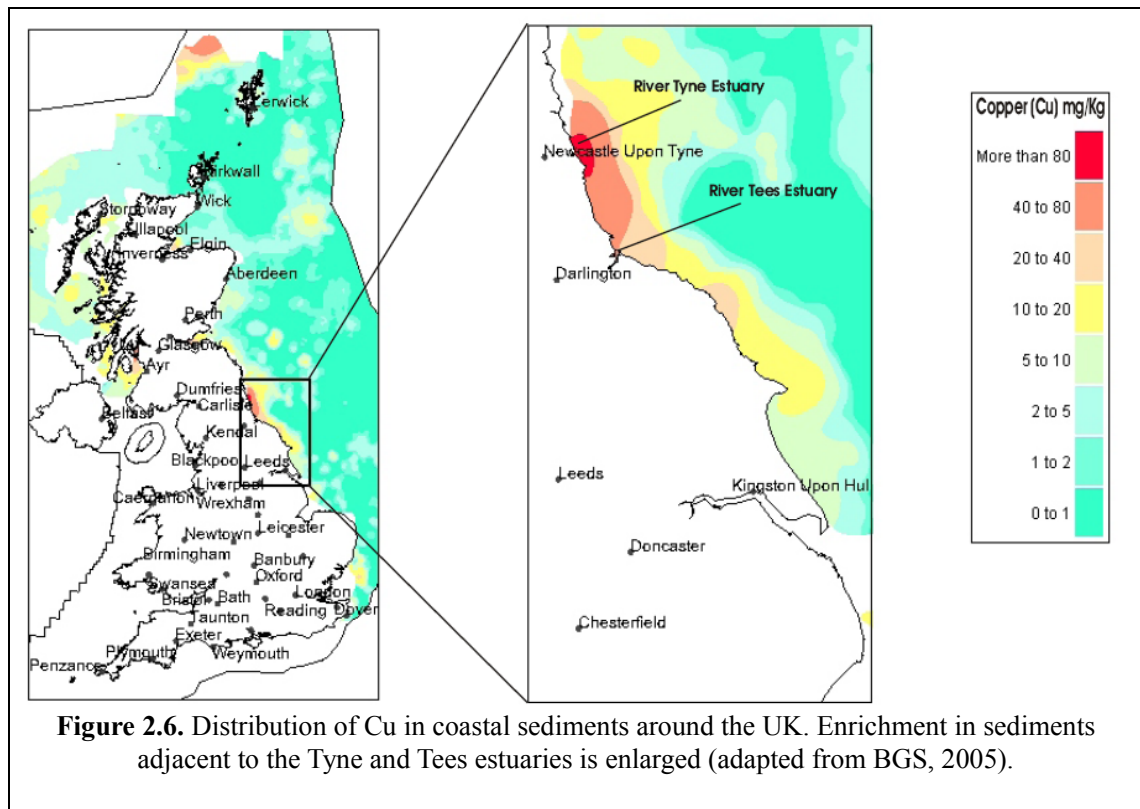 Lerwick
Kirkwall
Wick
Stornoway
Ullapool
Elgin
Inverness
Aberdeen
Perth
Glasgow
Ayr
Dumfries
Carlisle
Belfast
Kendal
Blackpoo
Leeds
Liverpool
Caernarfon
Wrexham
Leicester
Newtown
Birmingham
Banbury
Oxford
Swansea
London
Bristol
Bath
Reading
Dover
Taunton
Exeter
Plymouth
Weymouth
Penzance
River Tyne Estuary
Newcastle Upon Tyne
River Tees Estuary
Darlington
Leeds
Kingston Upon Hul
Doncaster
Chesterfield
Copper (Cu) mg/Kg
More than 80
40 to 80
20 to 40
10 to 20
5 to 10
2 to 5
1 to 2
0 to 1
Figure 2.6. Distribution of Cu in coastal sediments around the UK. Enrichment in sediments
adjacent to the Tyne and Tees estuaries is enlarged (adapted from BGS, 2005).